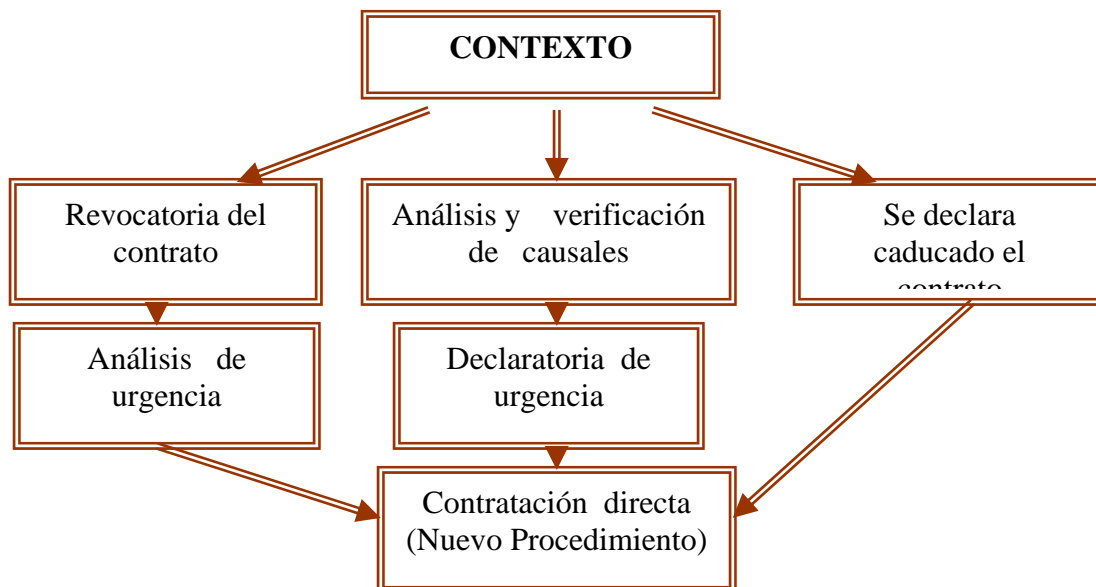 CONTEXTO
Revocatoria del
contrato
Análisis y verificación
de causales
Se declara
caducado el
contrato
Análisis de
urgencia
Declaratoria de
urgencia
Contratación directa
(Nuevo Procedimiento)